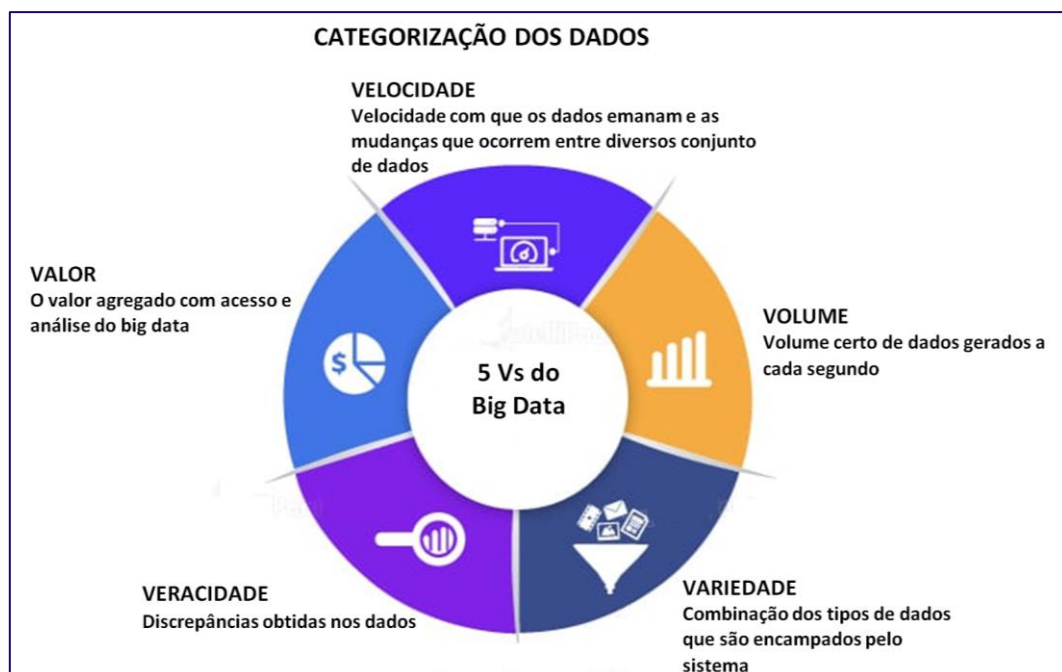 CATEGORIZAÇÃO DOS DADOS
VELOCIDADE
Velocidade com que os dados emanam e as
mudanças que ocorrem entre diversos conjunto
de dados
VALOR
O valor agregado com acesso e
análise do big data
$
VOLUME
Volume certo de dados gerados a
cada segundo
5 Vs do
Big Data
VERACIDADE
Discrepâncias obtidas nos dados
VARIEDADE
Combinação dos tipos de dados
que são encampados pelo
sistema